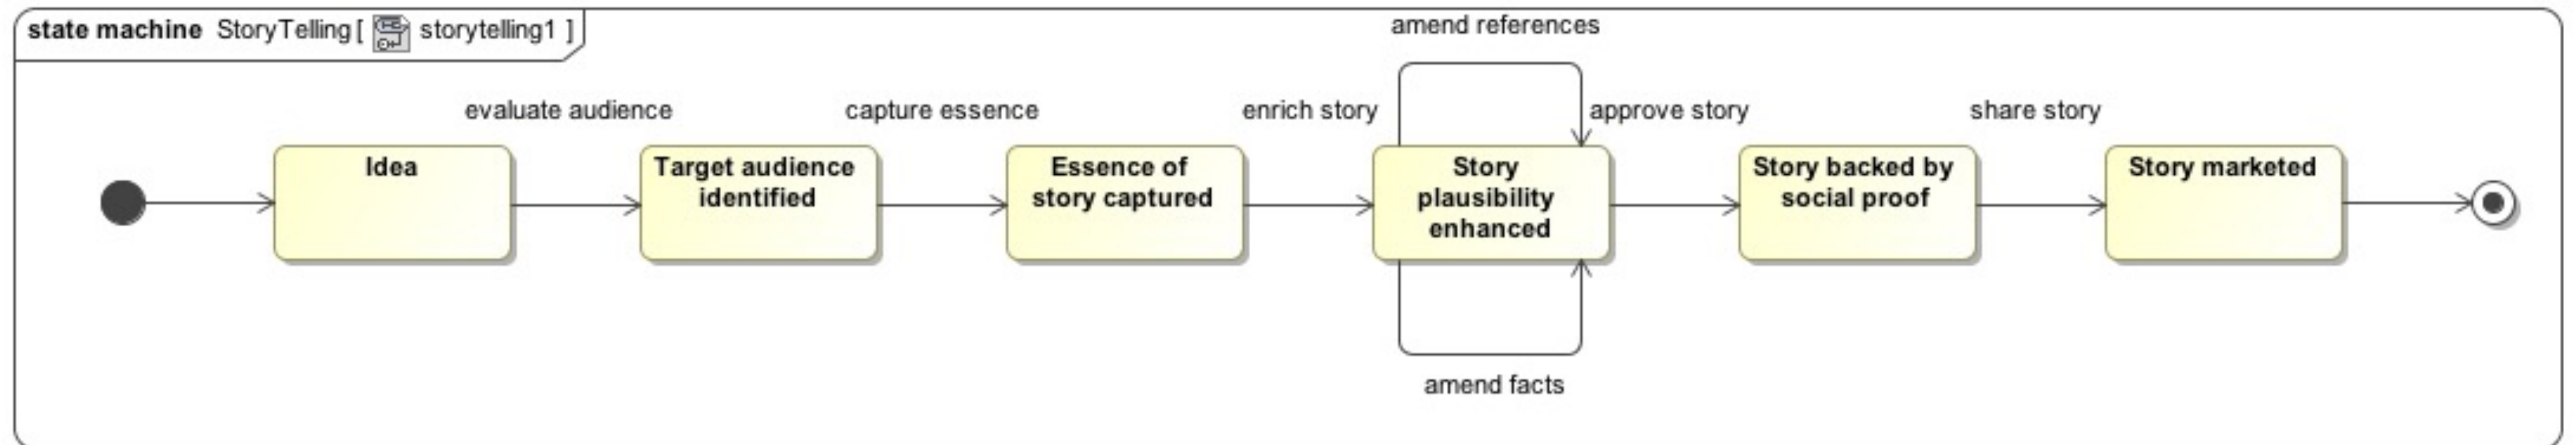 state machine StoryTelling [ storytelling1 ]
amend references
evaluate audience
capture essence
enrich story
approve story
share story
Idea
Target audience
identified
Essence of
story captured
Story
plausibility
enhanced
Story backed by
social proof
Story marketed
amend facts